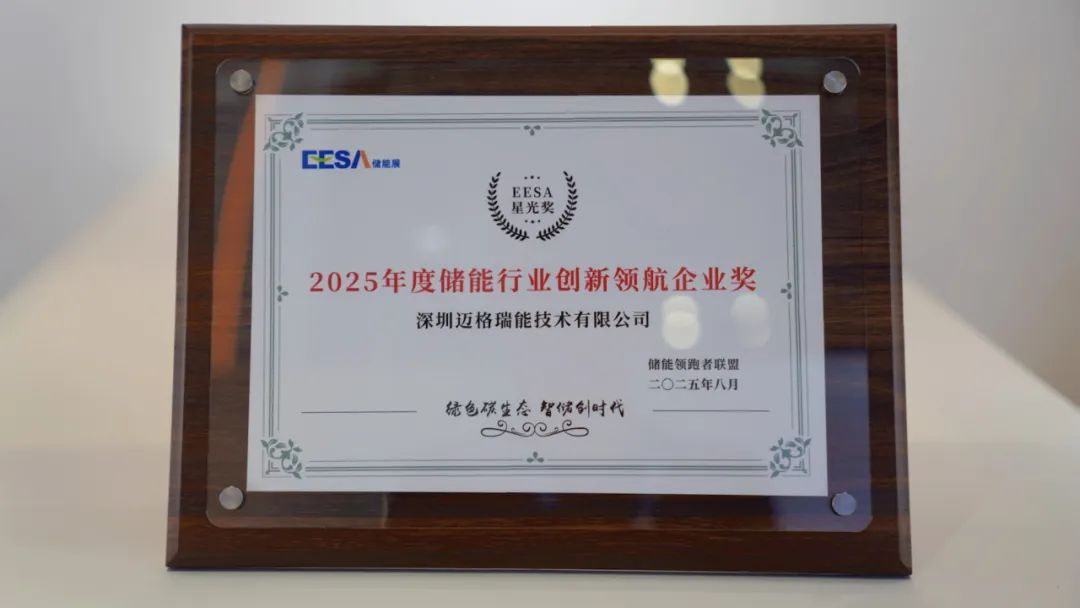 EESA储能展
EESA
星光奖
2025年度储能行业创新领航企业奖
深圳迈格瑞能技术有限公司
储能领跑者联盟
二〇二五年八月
绿色碳生态 智储创时代